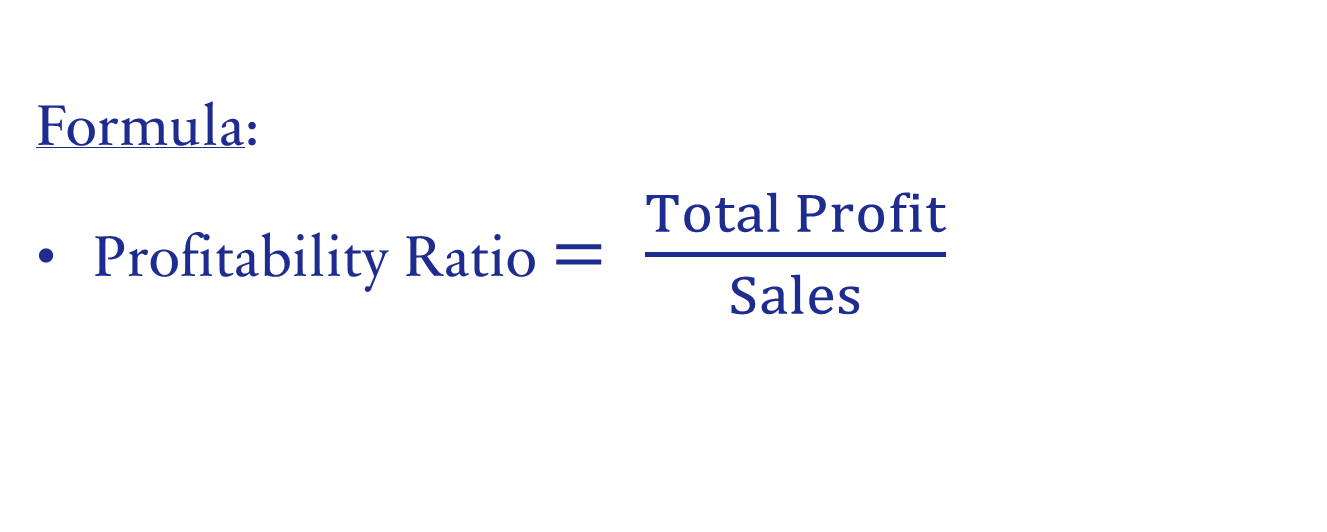 Formula:
• Profitability Ratio = Total Profit
Sales